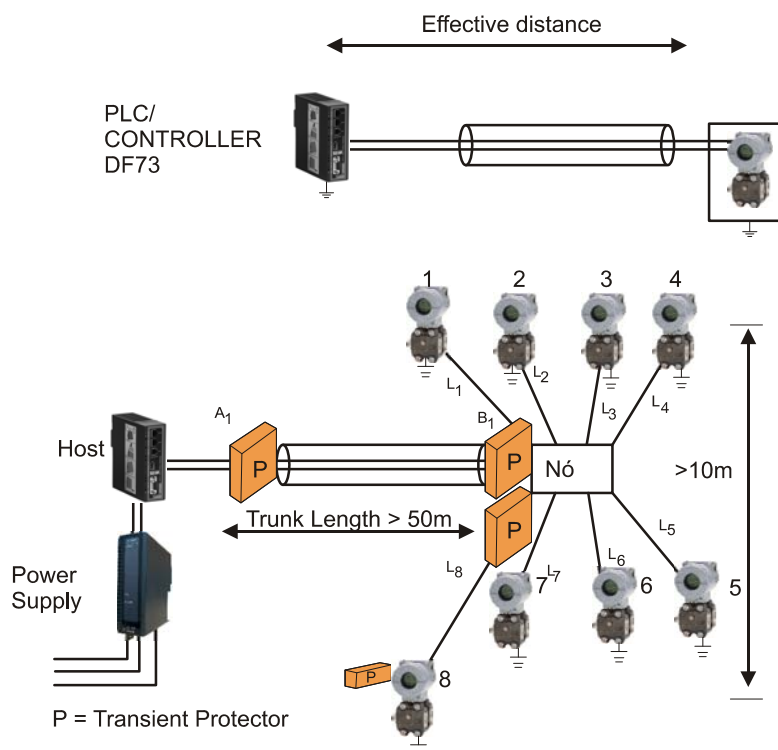 Effective distance
PLC/
CONTROLLER
DF73
1
2
3
4
L1
L2
L3
L4
A1
B1
Host
P
P
Nó
>10m
Trunk Length > 50m
P
L5
L6
L7
L8
Power
Supply
7
6
5
P
8
P = Transient Protector